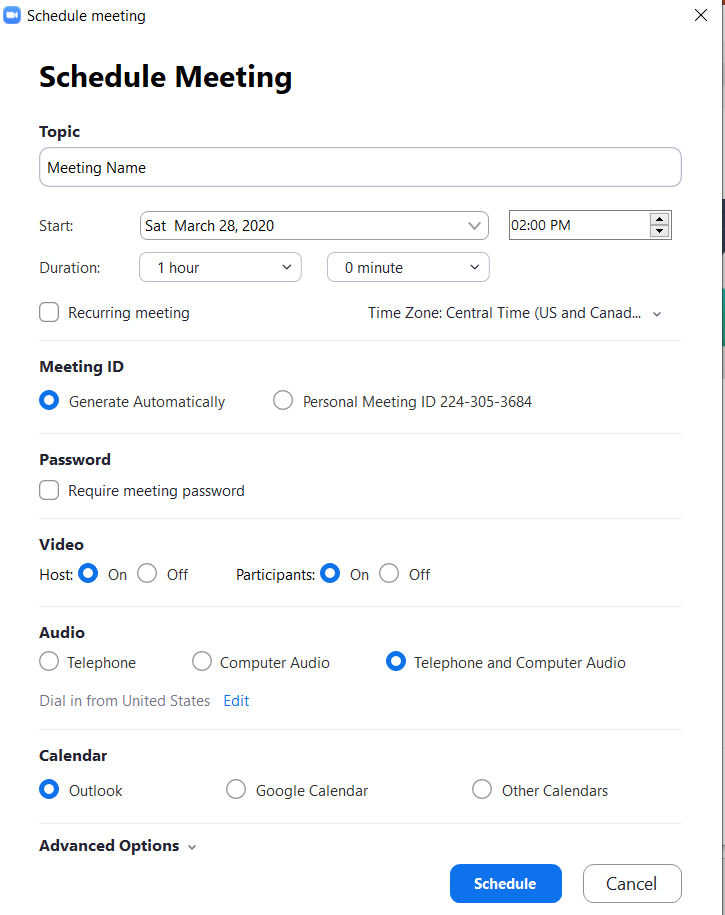 Schedule meeting
Schedule Meeting
Topic
Meeting Name
Start: Sat March 28, 2020 02:00 PM
Duration: 1 hour 0 minute
Recurring meeting Time Zone: Central Time (US and Canad...
Meeting ID
Generate Automatically Personal Meeting ID 224-305-3684
Password
Require meeting password
Video
Host: On Off Participants: On Off
Audio
Telephone Computer Audio Telephone and Computer Audio
Dial in from United States Edit
Calendar
Outlook Google Calendar Other Calendars
Advanced Options
Schedule Cancel